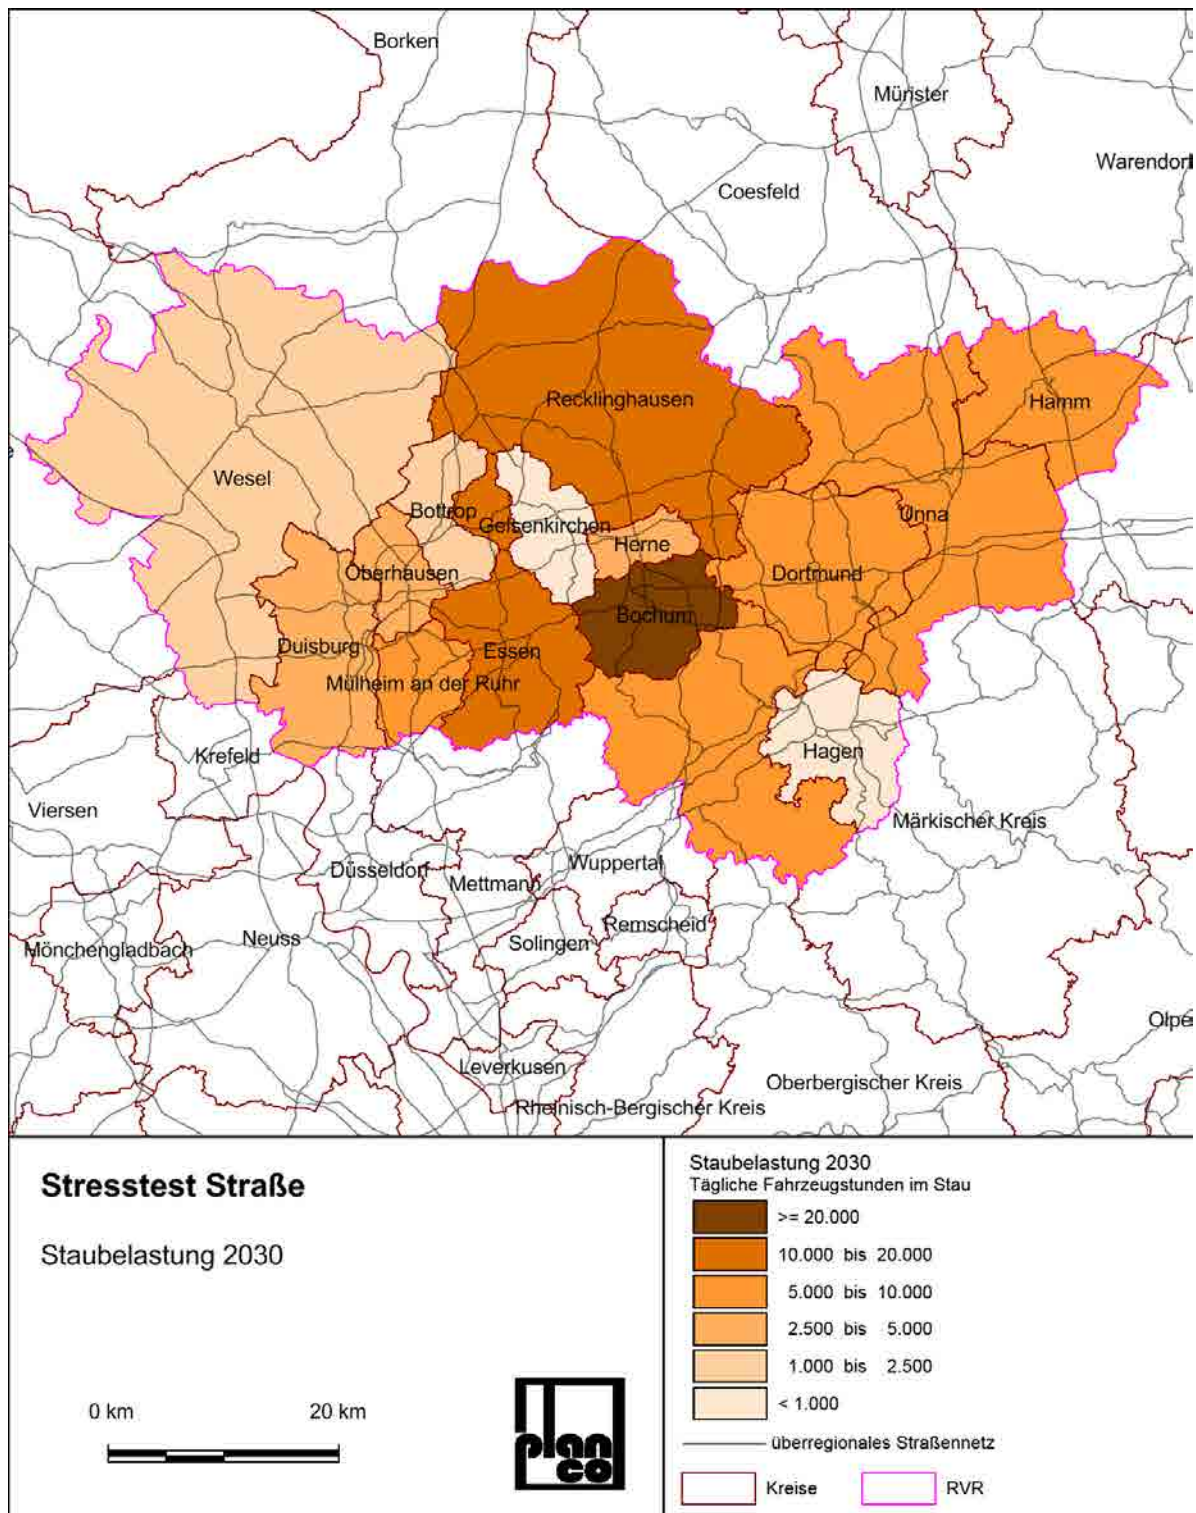 Borken
Münster
Warendorf
Coesfeld
Recklinghausen
Hamm
Wesel
Bottrop
Gelsenkirchen
Unna
Herne
Oberhausen
Dortmund
Bochum
Duisburg
Essen
Mülheim an der Ruhr
Krefeld
Hagen
Viersen
Märkischer Kreis
Düsseldorf
Wuppertal
Mettmann
Remscheid
Mönchengladbach
Neuss
Solingen
Olpe
Leverkusen
Oberbergischer Kreis
Rheinisch-Bergischer Kreis
Stresstest Straße
Staubelastung 2030
0 km 20 km
plan
co
Staubelastung 2030
Tägliche Fahrzeugstunden im Stau
>= 20.000
10.000 bis 20.000
5.000 bis 10.000
2.500 bis 5.000
1.000 bis 2.500
< 1.000
überregionales Straßennetz
Kreise RVR